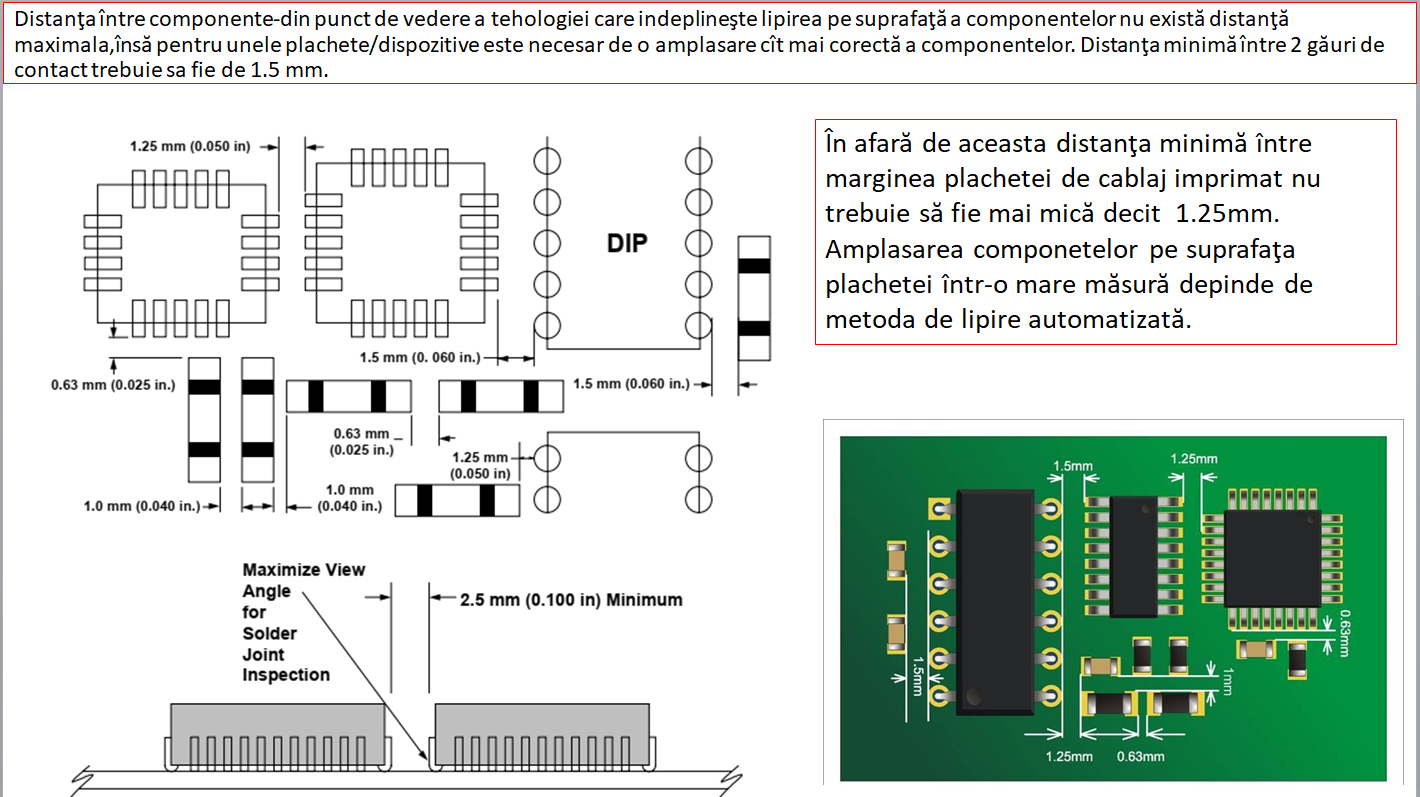 Distanţa între componente-din punct de vedere a tehologiei care indeplineşte lipirea pe suprafaţă a componentelor nu există distanţă
maximala,însă pentru unele plachete/dispozitive este necesar de o amplasare cît mai corectă a componentelor. Distanţa minimă între 2 găuri de
contact trebuie sa fie de 1.5 mm.
În afară de aceasta distanţa minimă între
marginea plachetei de cablaj imprimat nu
trebuie să fie mai mică decit 1.25mm.
Amplasarea componetelor pe suprafaţa
plachetei într-o mare măsură depinde de
metoda de lipire automatizată.
1.25 mm (0.050 in)
DIP
1.5 mm (0. 060 in.)
0.63 mm (0.025 in.)
1.5 mm (0.060 in.)
0.63 mm
(0.025 in.)
1.25 mm
(0.050 in)
1.0 mm (0.040 in.)
1.0 mm
(0.040 in.)
Maximize View
Angle
for
Solder
Joint
Inspection
2.5 mm (0.100 in) Minimum
1.5mm
1.25mm
0.63mm
1.5mm
1mm
1.25mm
0.63mm